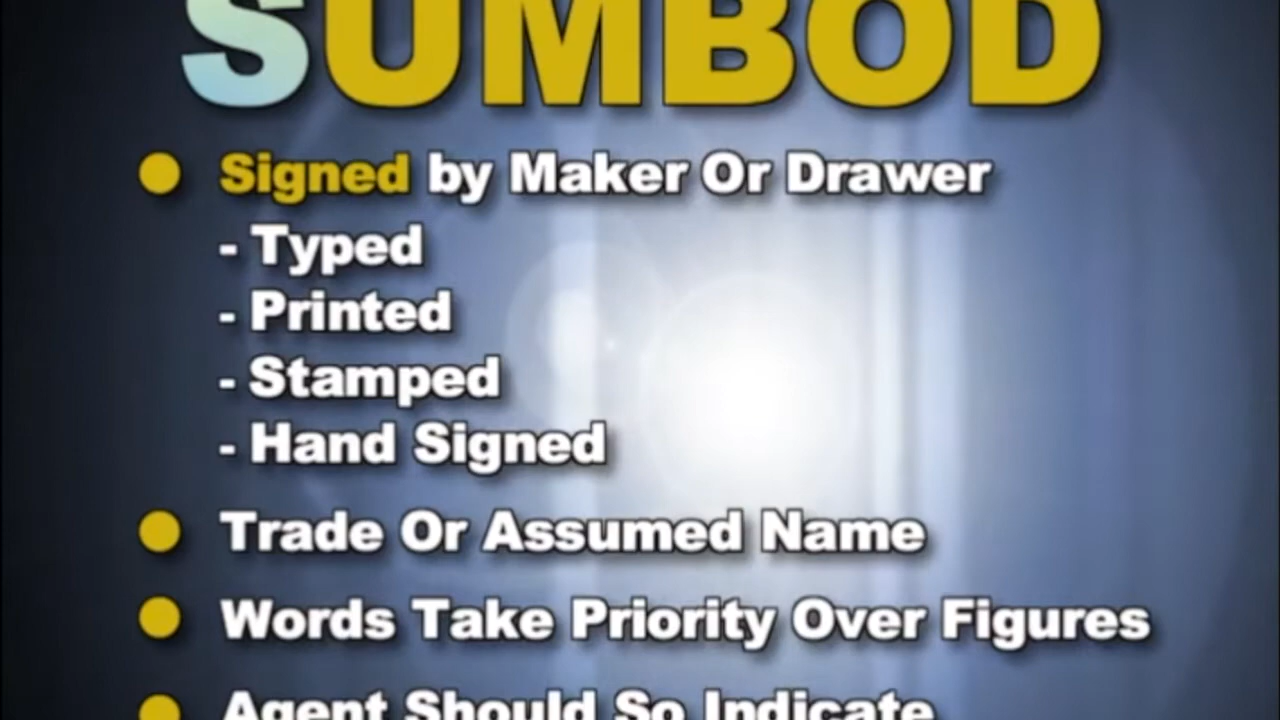 SUMBOD
Signed by Maker Or Drawer
- Typed
- Printed
- Stamped
- Hand Signed
Trade Or Assumed Name
Words Take Priority Over Figures
Agent Should So Indicate